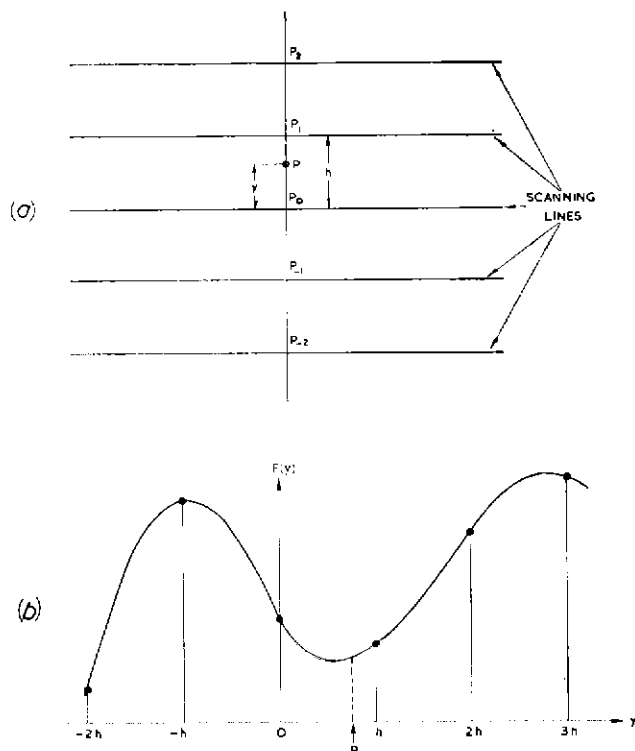 (a)
P₂
P₁
P
y
h
P₀
P₋₁
P₋₂
SCANNING
LINES
(b)
F(y)
-2h
-h
0
h
2h
3h
y
P